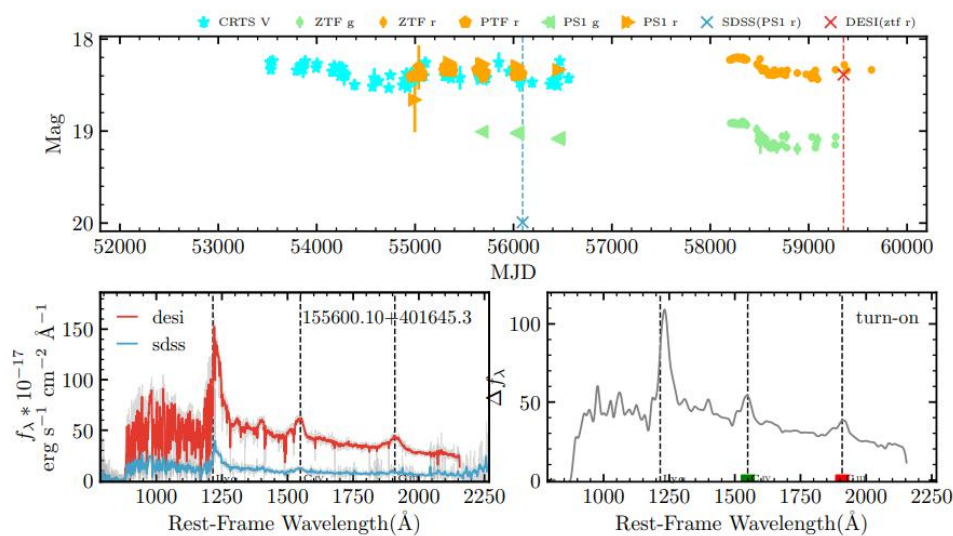 CRTS V ZTF g ZTF r PTF r PS1 g PS1 r SDSS(PS1 r) DESI(ztf r)
18
19
20
Mag
52000 53000 54000 55000 56000 57000 58000 59000 60000
MJD
desi
sdss
155600.10+401645.3
150
100
50
0
fλ * 10⁻¹⁷
erg s⁻¹ cm⁻² Å⁻¹
1000 1250 1500 1750 2000 2250
Rest-Frame Wavelength(Å)
turn-on
100
50
0
Δfλ
1000 1250 1500 1750 2000 2250
Rest-Frame Wavelength(Å)